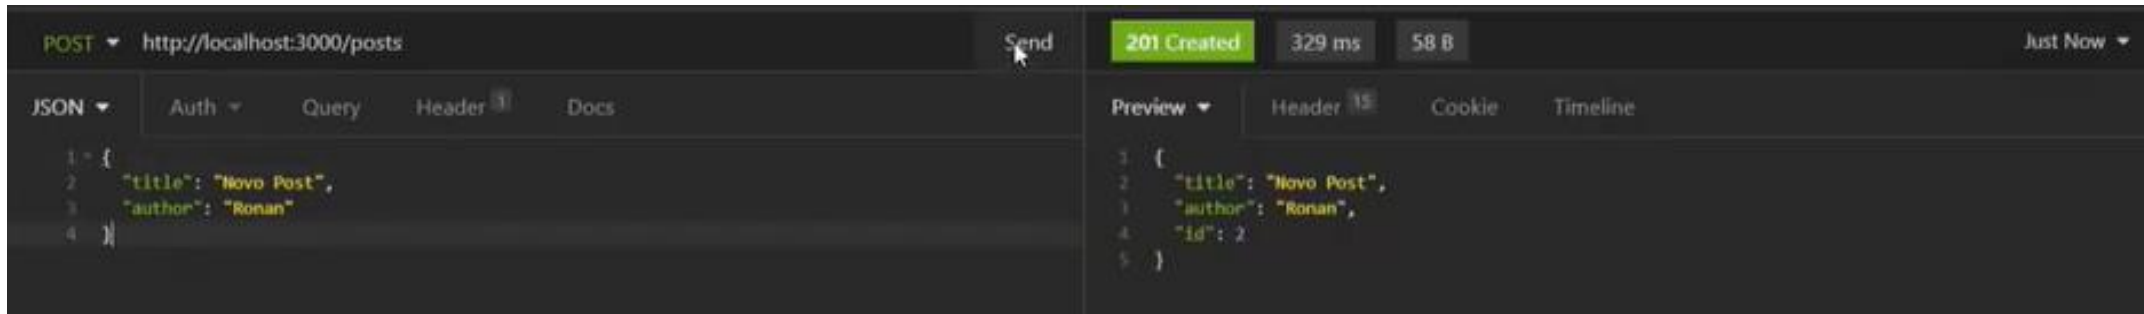 POST http://localhost:3000/posts Send
201 Created 329 ms 58 B Just Now
JSON Auth Query Header 1 Docs
Preview Header 15 Cookie Timeline
1 {
2 "title": "Novo Post",
3 "author": "Ronan"
4 }
1 {
2 "title": "Novo Post",
3 "author": "Ronan",
4 "id": 2
5 }